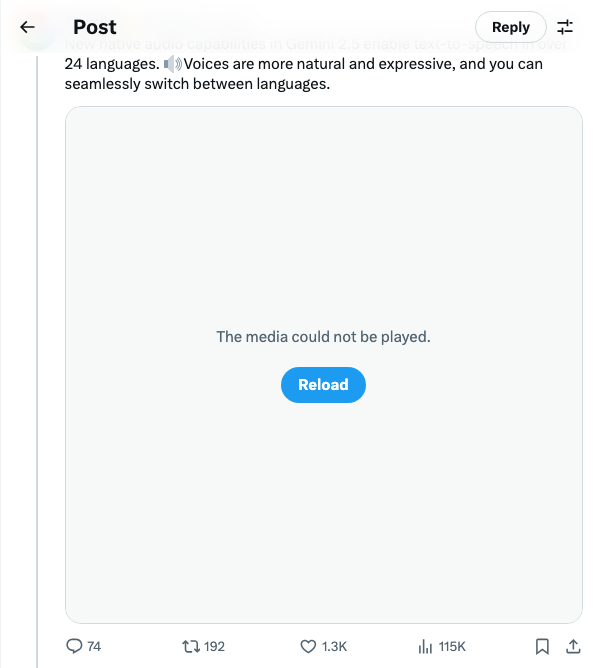 Post
Reply
New native audio capabilities in Gemini 2.5 enable text-to-speech in over
24 languages. 🔊Voices are more natural and expressive, and you can
seamlessly switch between languages.
The media could not be played.
Reload
74 192 1.3K 115K